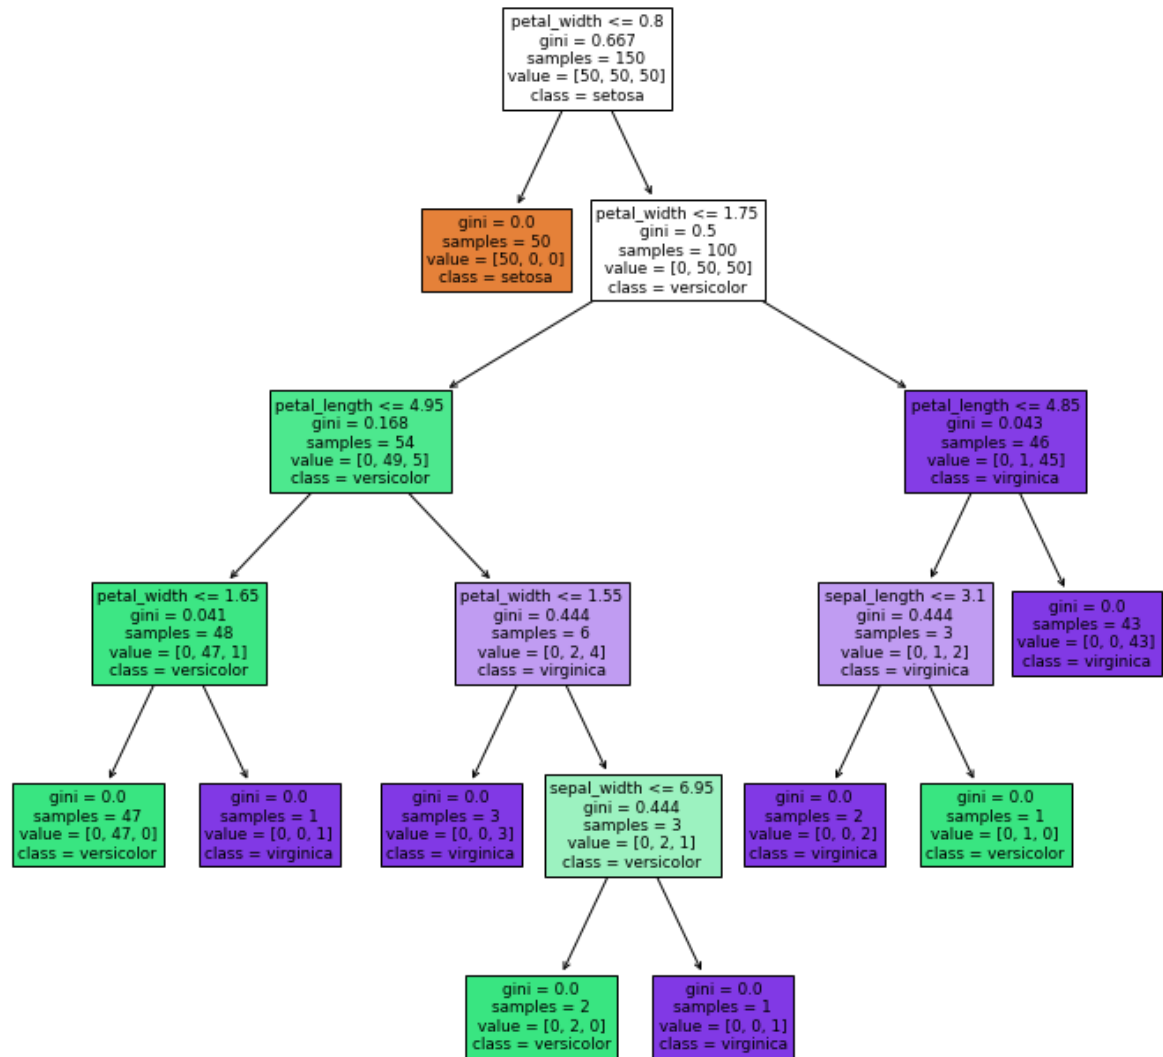 petal_width <= 0.8
gini = 0.667
samples = 150
value = [50, 50, 50]
class = setosa
gini = 0.0
samples = 50
value = [50, 0, 0]
class = setosa
petal_width <= 1.75
gini = 0.5
samples = 100
value = [0, 50, 50]
class = versicolor
petal_length <= 4.95
gini = 0.168
samples = 54
value = [0, 49, 5]
class = versicolor
petal_length <= 4.85
gini = 0.043
samples = 46
value = [0, 1, 45]
class = virginica
petal_width <= 1.65
gini = 0.041
samples = 48
value = [0, 47, 1]
class = versicolor
petal_width <= 1.55
gini = 0.444
samples = 6
value = [0, 2, 4]
class = virginica
sepal_length <= 3.1
gini = 0.444
samples = 3
value = [0, 1, 2]
class = virginica
gini = 0.0
samples = 43
value = [0, 0, 43]
class = virginica
gini = 0.0
samples = 47
value = [0, 47, 0]
class = versicolor
gini = 0.0
samples = 1
value = [0, 0, 1]
class = virginica
gini = 0.0
samples = 3
value = [0, 0, 3]
class = virginica
sepal_width <= 6.95
gini = 0.444
samples = 3
value = [0, 2, 1]
class = versicolor
gini = 0.0
samples = 2
value = [0, 0, 2]
class = virginica
gini = 0.0
samples = 1
value = [0, 1, 0]
class = versicolor
gini = 0.0
samples = 2
value = [0, 2, 0]
class = versicolor
gini = 0.0
samples = 1
value = [0, 0, 1]
class = virginica